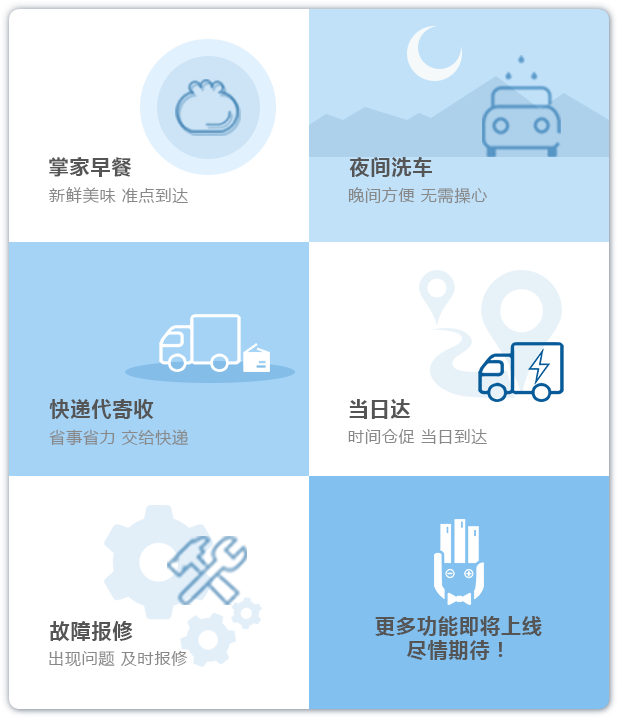 掌家早餐
新鲜美味 准点到达
夜间洗车
晚间方便 无需操心
快递代寄收
省事省力 交给快递
当日达
时间仓促 当日到达
故障报修
出现问题 及时报修
更多功能即将上线
尽情期待！